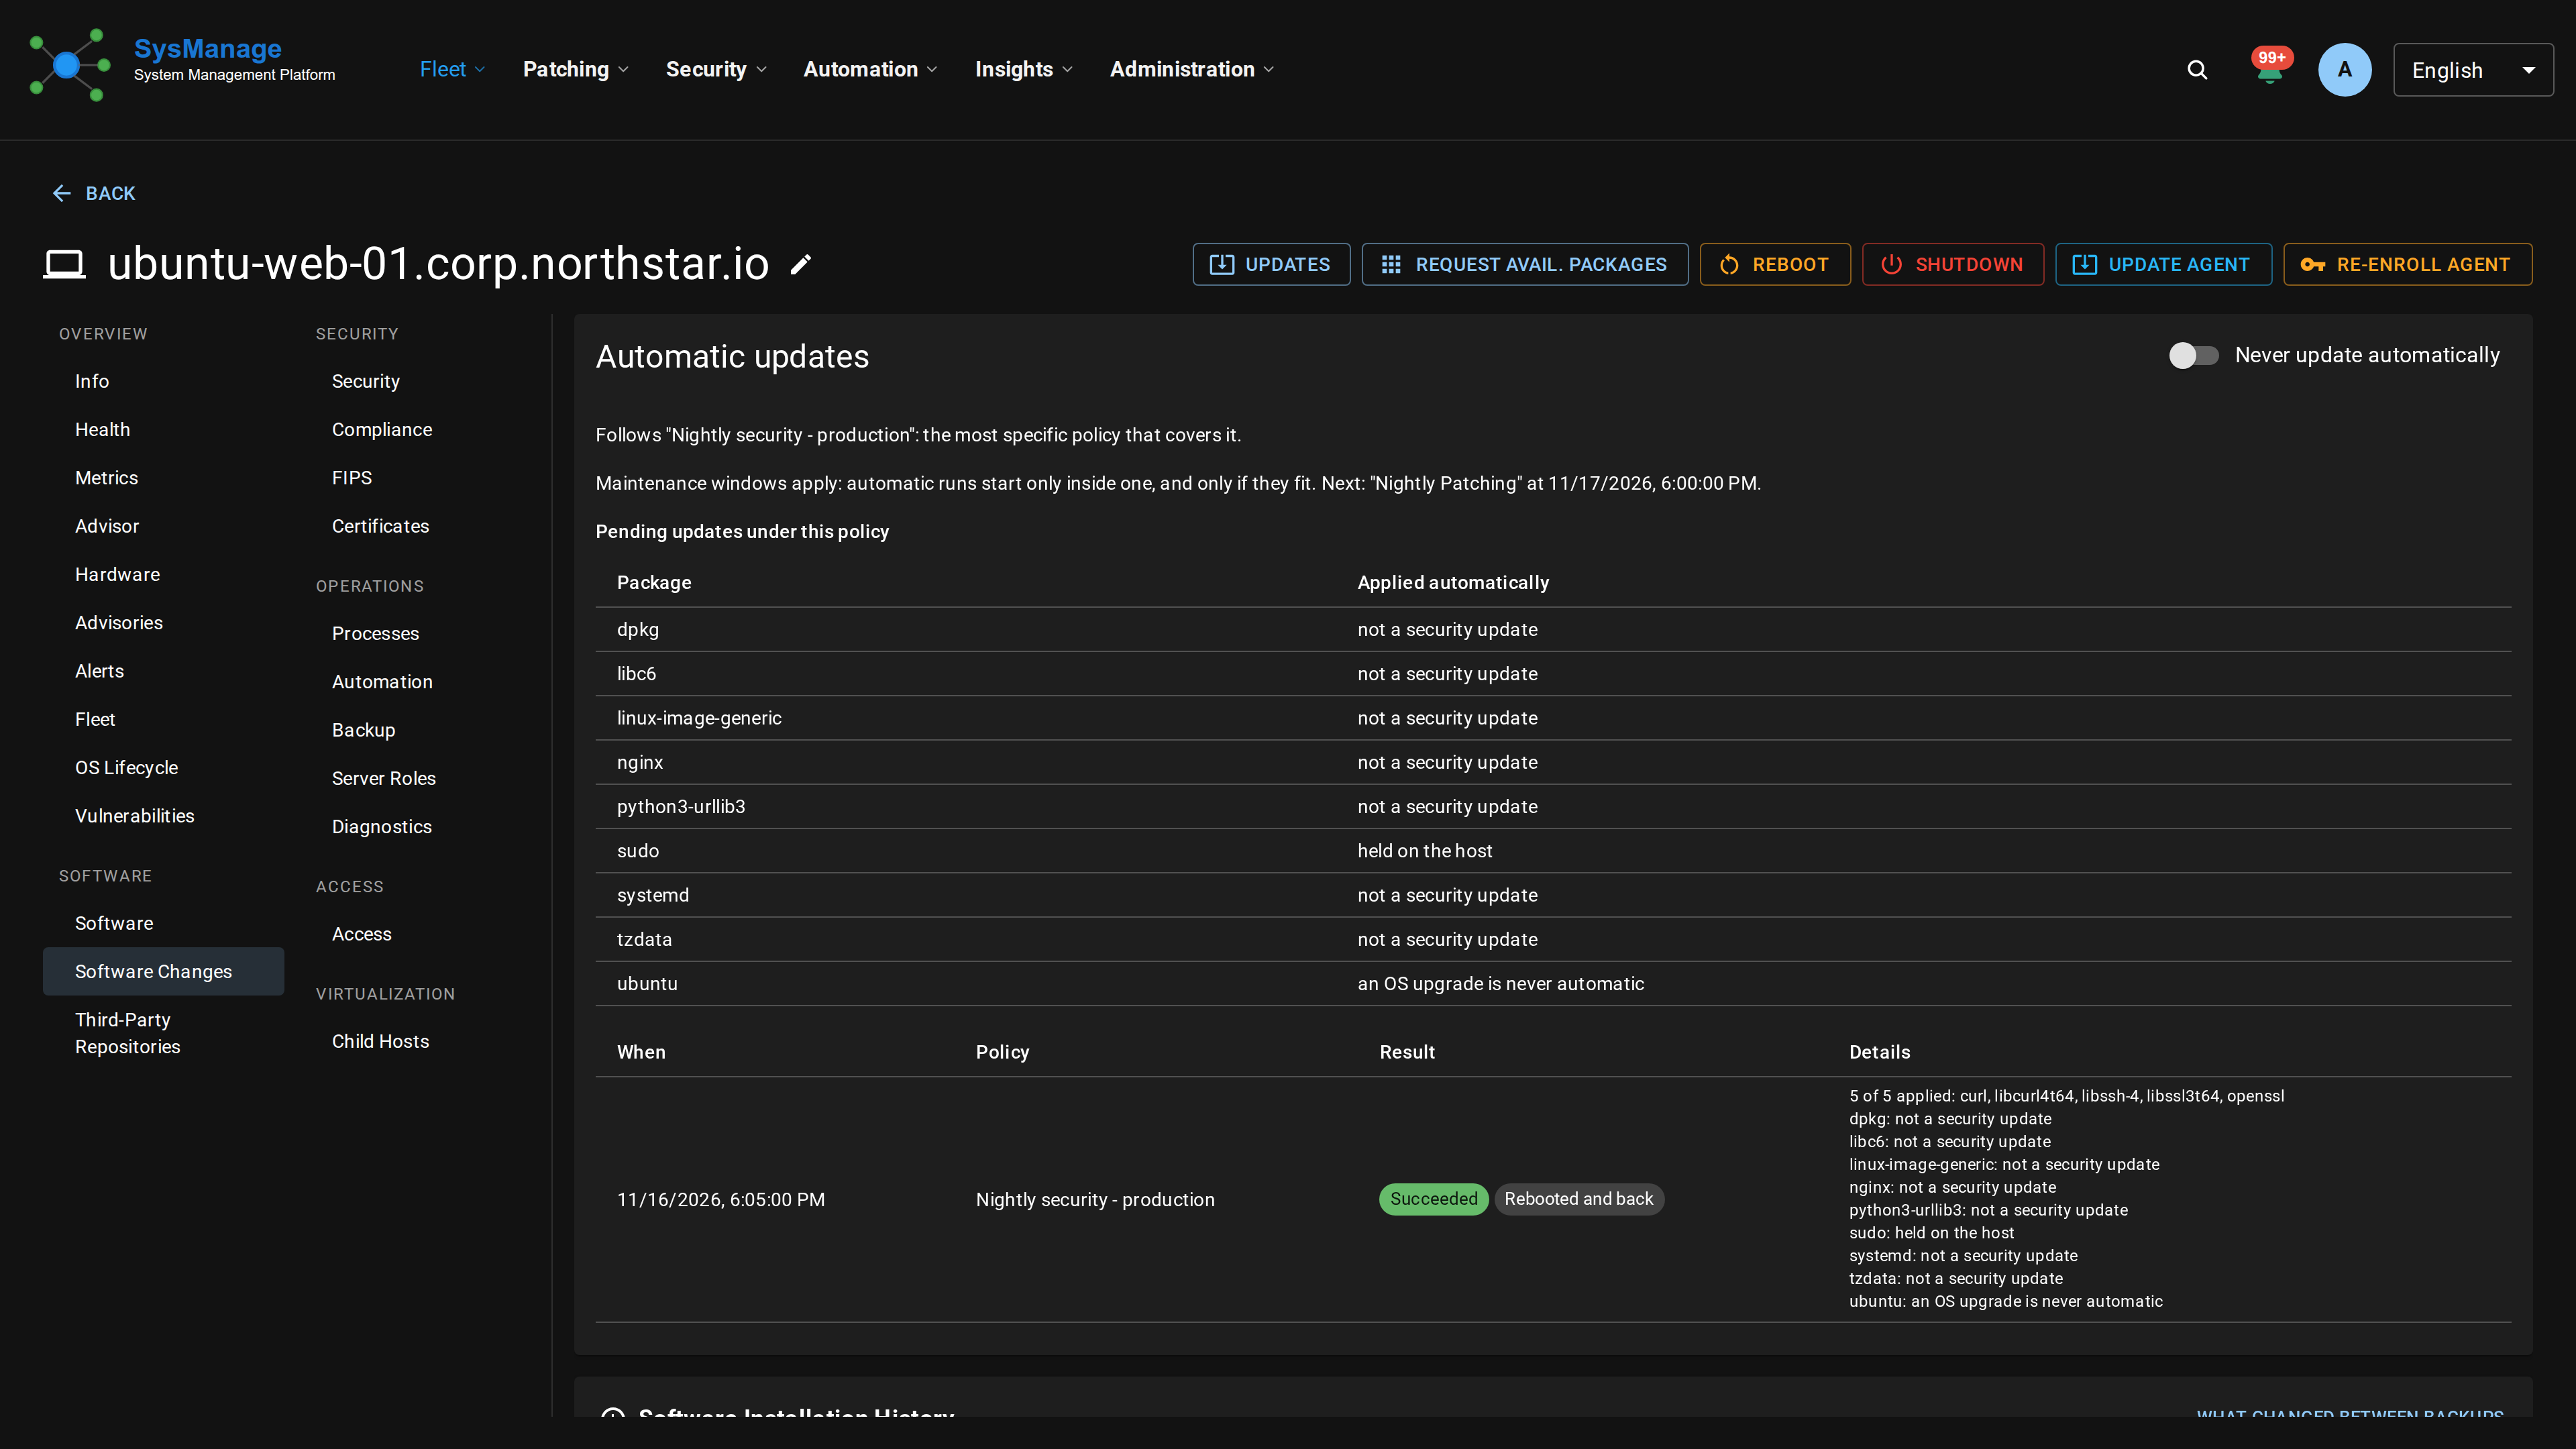 SysManage
System Management Platform
Fleet
Patching
Security
Automation
Insights
Administration
99+
A
English
BACK
ubuntu-web-01.corp.northstar.io
UPDATES
REQUEST AVAIL. PACKAGES
REBOOT
SHUTDOWN
UPDATE AGENT
RE-ENROLL AGENT
OVERVIEW
Info
Health
Metrics
Advisor
Hardware
Advisories
Alerts
Fleet
OS Lifecycle
Vulnerabilities
SOFTWARE
Software
Software Changes
Third-Party
Repositories
SECURITY
Security
Compliance
FIPS
Certificates
OPERATIONS
Processes
Automation
Backup
Server Roles
Diagnostics
ACCESS
Access
VIRTUALIZATION
Child Hosts
Automatic updates
Never update automatically
Follows "Nightly security - production": the most specific policy that covers it.
Maintenance windows apply: automatic runs start only inside one, and only if they fit. Next: "Nightly Patching" at 11/17/2026, 6:00:00 PM.
Pending updates under this policy
Package Applied automatically
dpkg not a security update
libc6 not a security update
linux-image-generic not a security update
nginx not a security update
python3-urllib3 not a security update
sudo held on the host
systemd not a security update
tzdata not a security update
ubuntu an OS upgrade is never automatic
When Policy Result Details
11/16/2026, 6:05:00 PM Nightly security - production Succeeded Rebooted and back
5 of 5 applied: curl, libcurl4t64, libssh-4, libssl3t64, openssl
dpkg: not a security update
libc6: not a security update
linux-image-generic: not a security update
nginx: not a security update
python3-urllib3: not a security update
sudo: held on the host
systemd: not a security update
tzdata: not a security update
ubuntu: an OS upgrade is never automatic
Software Installation History
WHAT CHANGED BETWEEN BACKUPS